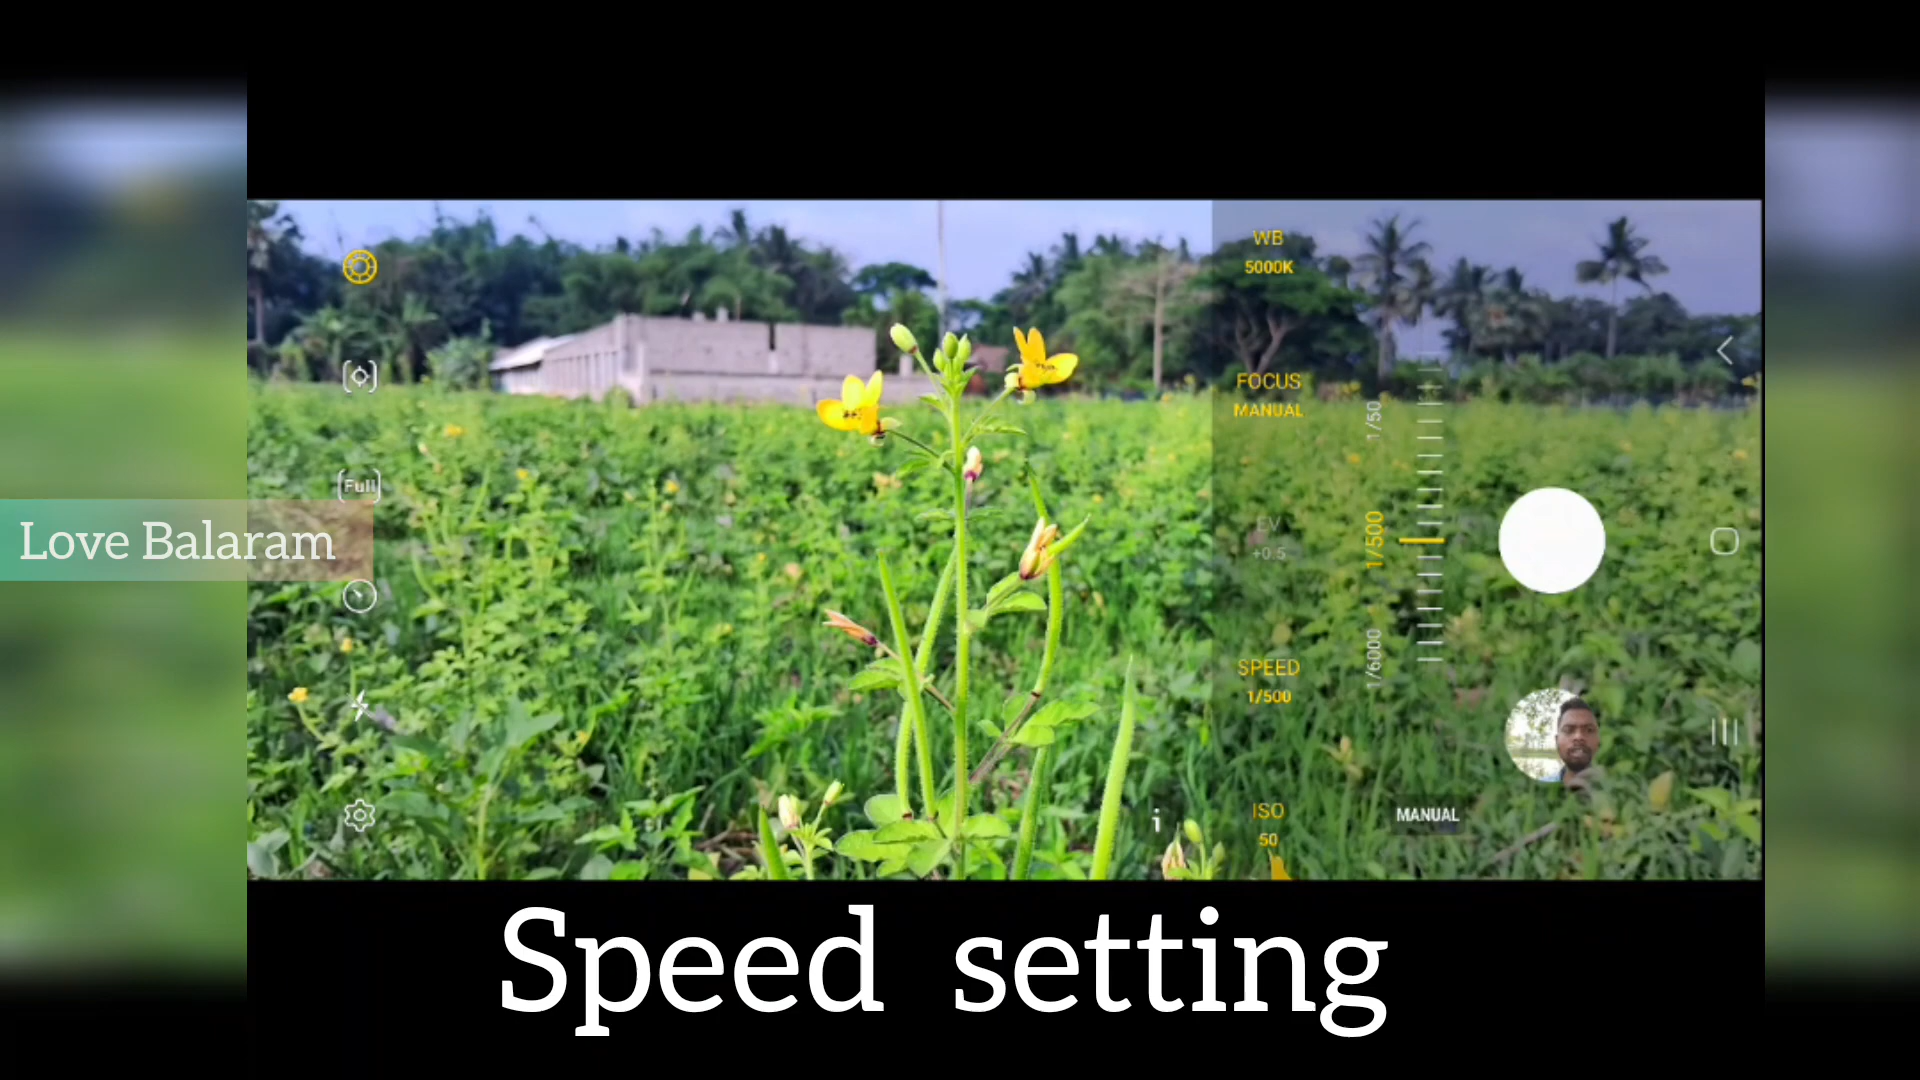 WB
5000K
FOCUS
MANUAL
1/50
Full
EV
+0.5
1/500
Love Balaram
SPEED
1/500
1/6000
ISO
50
MANUAL
i
Speed setting